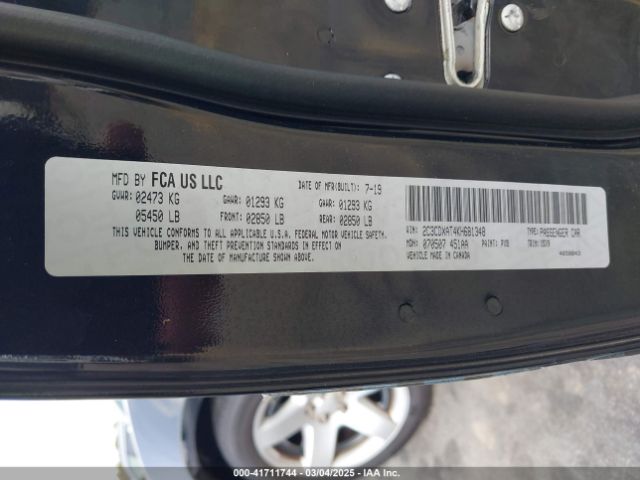 MFD BY FCA US LLC
DATE OF MFR(BUILT): 7-19
GVWR: 02473 KG GAWR: 01293 KG GAWR: 01293 KG
05450 LB FRONT: 02850 LB REAR: 02850 LB
THIS VEHICLE CONFORMS TO ALL APPLICABLE U.S.A. FEDERAL MOTOR VEHICLE SAFETY,
BUMPER, AND THEFT PREVENTION STANDARDS IN EFFECT ON
THE DATE OF MANUFACTURE SHOWN ABOVE.
VIN: 2C3CDXAT4KH681348 TYPE: PASSENGER CAR
MDH: 070507 451AA PAINT: TRIM:
VEHICLE MADE IN CANADA
000-41711744 — 03/04/2025 — IAA Inc.